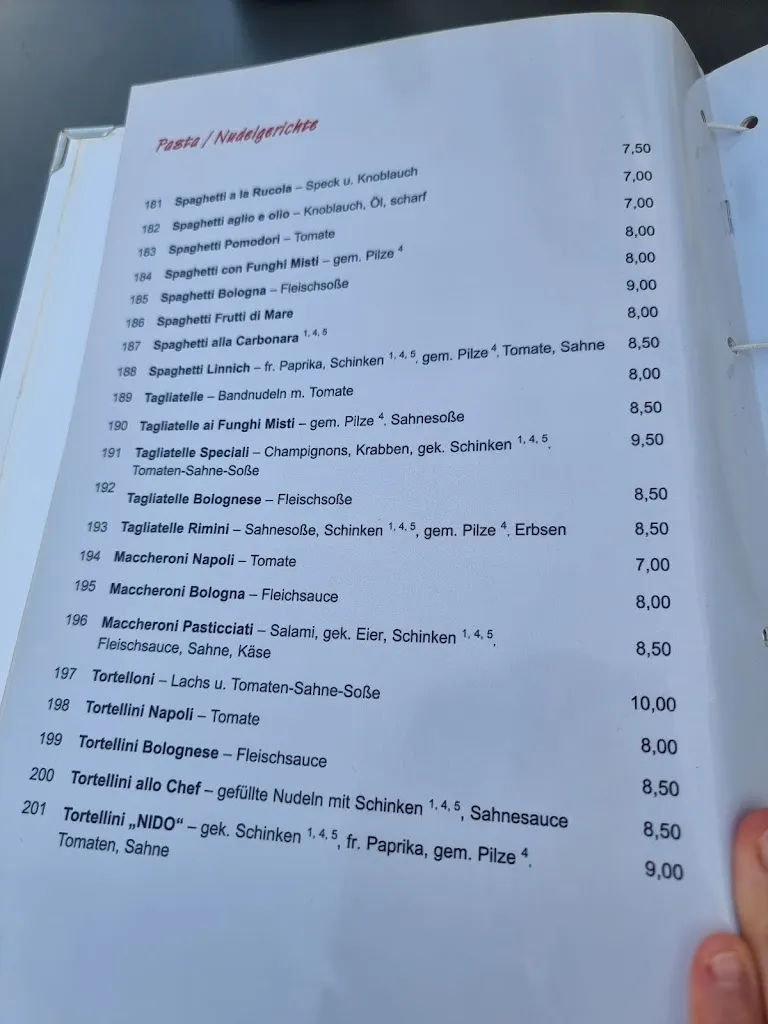 Pasta / Nudelgerichte
181 Spaghetti a la Rucola – Speck u. Knoblauch 7,50
182 Spaghetti aglio e olio – Knoblauch, Öl, scharf 7,00
183 Spaghetti Pomodori – Tomate 7,00
184 Spaghetti con Funghi Misti – gem. Pilze 4 8,00
185 Spaghetti Bologna – Fleischsoße 8,00
186 Spaghetti Frutti di Mare 9,00
187 Spaghetti alla Carbonara 1, 4, 5 8,00
188 Spaghetti Linnich – fr. Paprika, Schinken 1, 4, 5, gem. Pilze 4, Tomate, Sahne 8,50
189 Tagliatelle – Bandnudeln m. Tomate 8,00
190 Tagliatelle ai Funghi Misti – gem. Pilze 4, Sahnesoße 8,50
191 Tagliatelle Speciali – Champignons, Krabben, gek. Schinken 1, 4, 5, 9,50
Tomaten-Sahne-Soße
192 Tagliatelle Bolognese – Fleischsoße 8,50
193 Tagliatelle Rimini – Sahnesoße, Schinken 1, 4, 5, gem. Pilze 4, Erbsen 8,50
194 Maccheroni Napoli – Tomate 7,00
195 Maccheroni Bologna – Fleichsauce 8,00
196 Maccheroni Pasticciati – Salami, gek. Eier, Schinken 1, 4, 5,
Fleischsauce, Sahne, Käse 8,50
197 Tortelloni – Lachs u. Tomaten-Sahne-Soße 10,00
198 Tortellini Napoli – Tomate 8,00
199 Tortellini Bolognese – Fleischsauce 8,50
200 Tortellini allo Chef – gefüllte Nudeln mit Schinken 1, 4, 5, Sahnesauce 8,50
201 Tortellini „NIDO“ – gek. Schinken 1, 4, 5, fr. Paprika, gem. Pilze 4, 9,00
Tomaten, Sahne